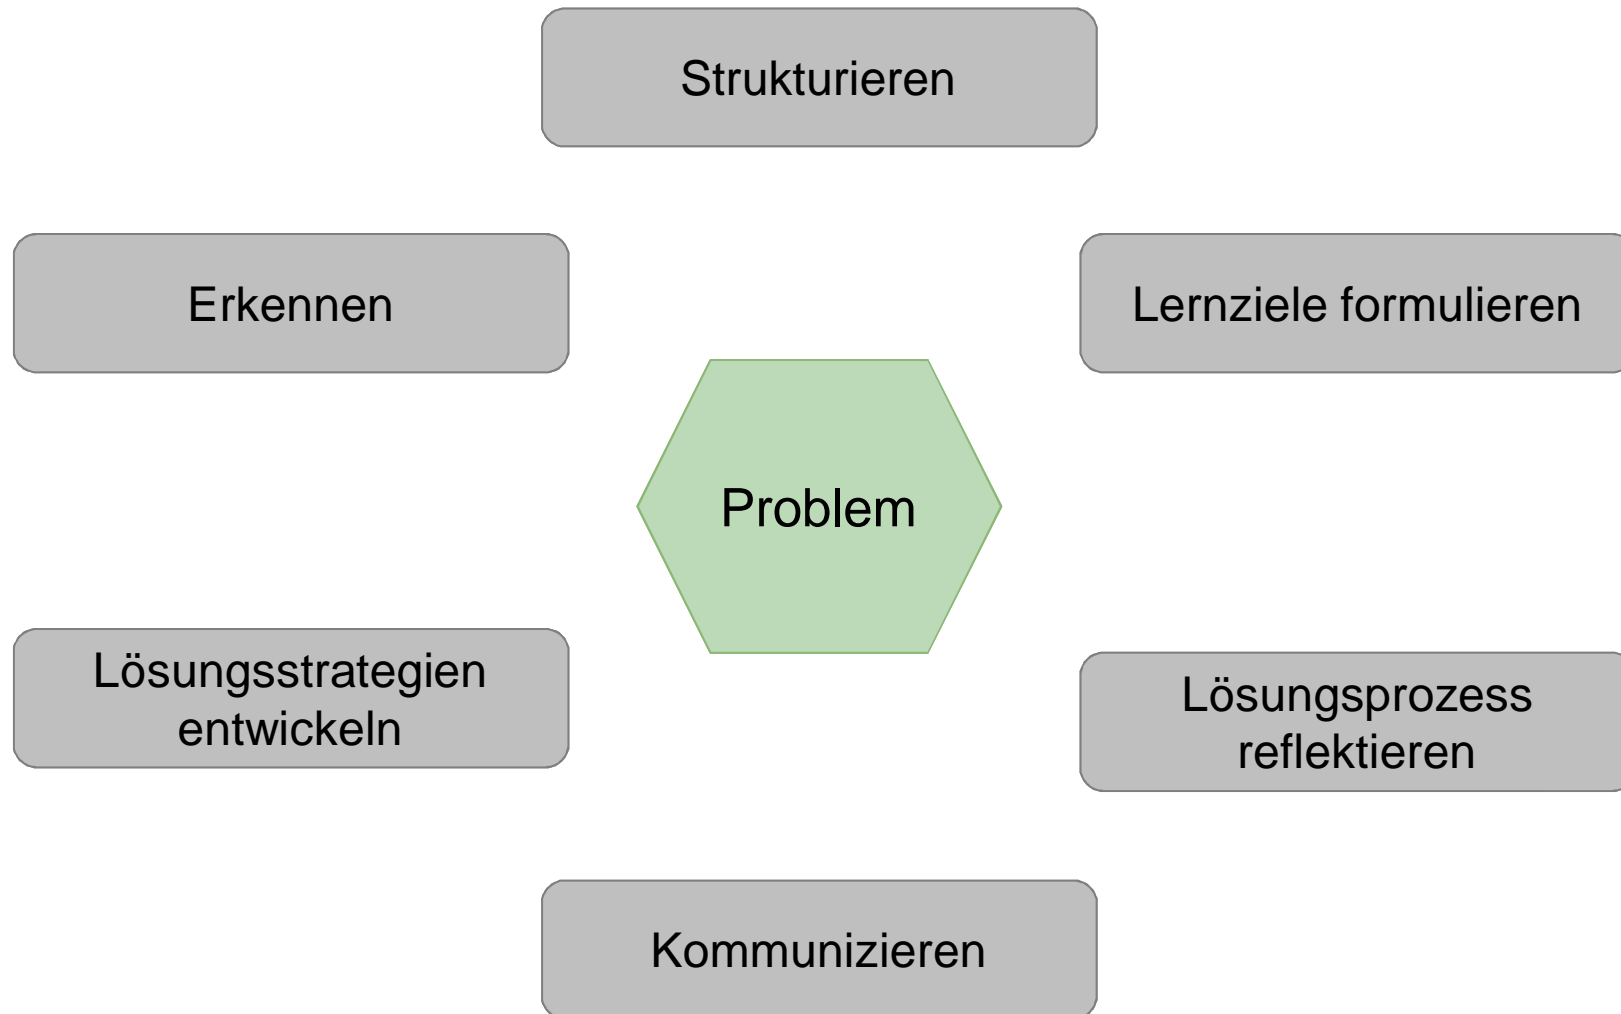 Strukturieren
Erkennen
Lernziele formulieren
Problem
Lösungsstrategien
entwickeln
Lösungsprozess
reflektieren
Kommunizieren